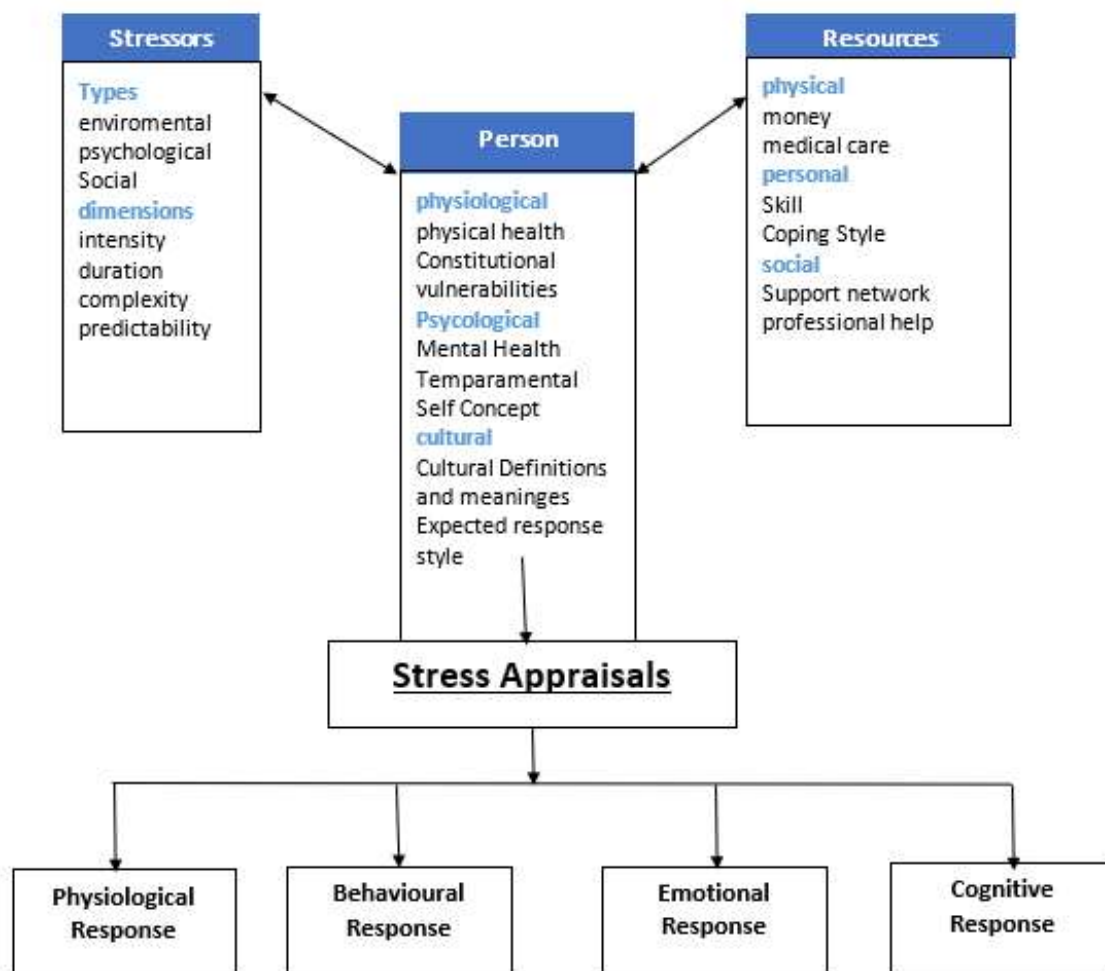 Stressors
Types
enviromental
psychological
Social
dimensions
intensity
duration
complexity
predictability
Person
physiological
physical health
Constitutional
vulnerabilities
Psycological
Mental Health
Temparamental
Self Concept
cultural
Cultural Definitions
and meaninges
Expected response
style
Resources
physical
money
medical care
personal
Skill
Coping Style
social
Support network
professional help
Stress Appraisals
Physiological
Response
Behavioural
Response
Emotional
Response
Cognitive
Response